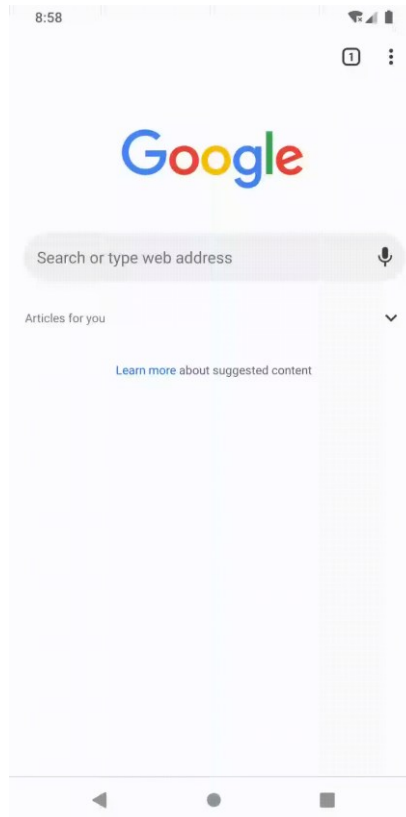 8:58
1
Google
Search or type web address
Articles for you
Learn more about suggested content